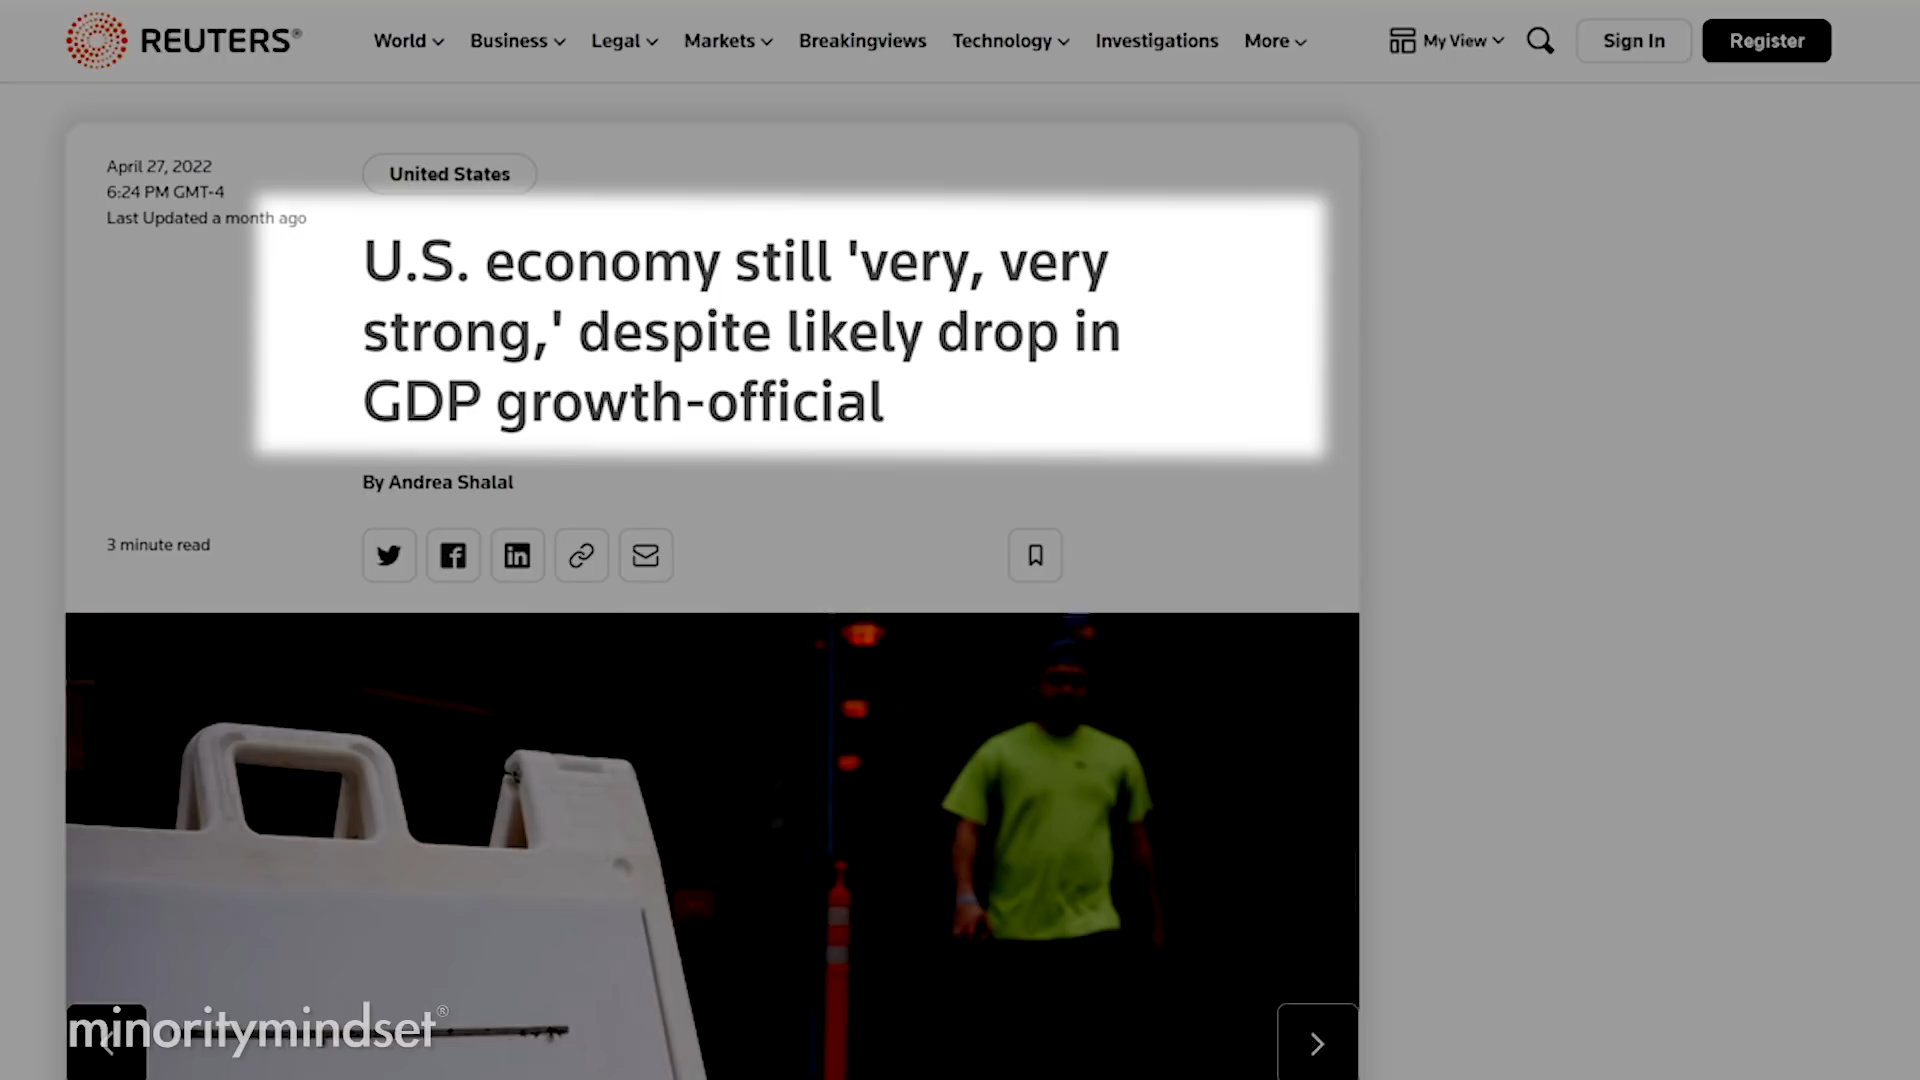 REUTERS®
World Business Legal Markets Breakingviews Technology Investigations More My View Sign In Register
April 27, 2022
6:24 PM GMT-4
Last Updated a month ago
United States
U.S. economy still 'very, very
strong,' despite likely drop in
GDP growth-official
By Andrea Shalal
3 minute read
minoritymindset®